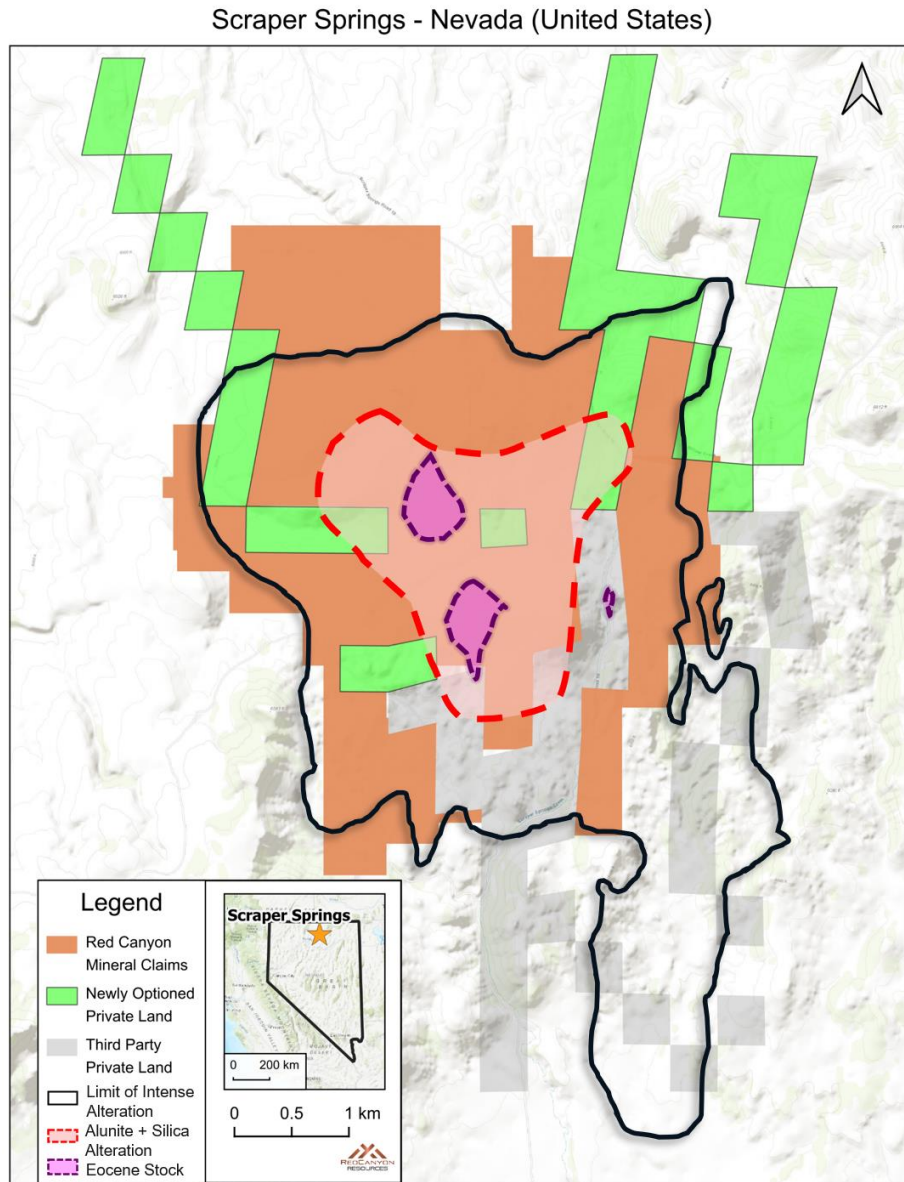 Scraper Springs - Nevada (United States)
Legend
Red Canyon
Mineral Claims
Newly Optioned
Private Land
Third Party
Private Land
Limit of Intense
Alteration
Alunite + Silica
Alteration
Eocene Stock
Scraper Springs
0 200 km
0 0.5 1 km
REDCANYON
RESOURCES